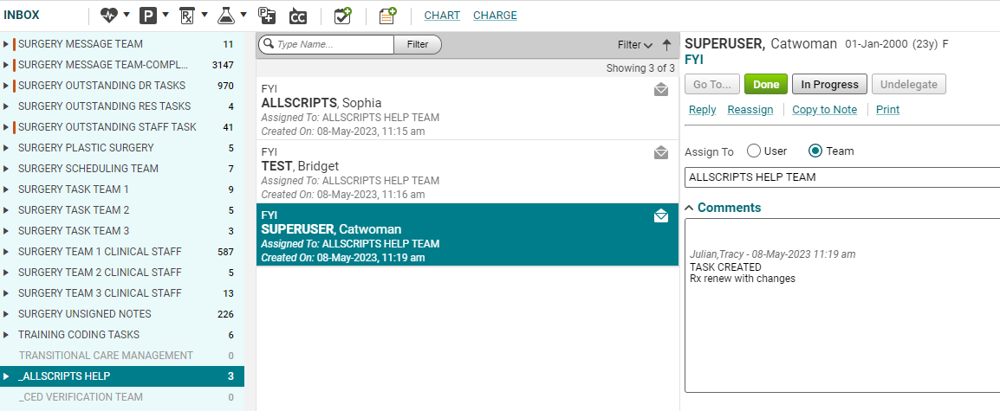 INBOX
P
Rx
P
CC
CHART
CHARGE
SURGERY MESSAGE TEAM 11
SURGERY MESSAGE TEAM-COMPL... 3147
SURGERY OUTSTANDING DR TASKS 970
SURGERY OUTSTANDING RES TASKS 4
SURGERY OUTSTANDING STAFF TASK 41
SURGERY PLASTIC SURGERY 5
SURGERY SCHEDULING TEAM 7
SURGERY TASK TEAM 1 9
SURGERY TASK TEAM 2 5
SURGERY TASK TEAM 3 3
SURGERY TEAM 1 CLINICAL STAFF 587
SURGERY TEAM 2 CLINICAL STAFF 5
SURGERY TEAM 3 CLINICAL STAFF 13
SURGERY UNSIGNED NOTES 226
TRAINING CODING TASKS 6
TRANSITIONAL CARE MANAGEMENT 0
_ALLSCRIPTS HELP 3
_CED VERIFICATION TEAM 0
Type Name... Filter Filter
Showing 3 of 3
FYI
ALLSCRIPTS, Sophia
Assigned To: ALLSCRIPTS HELP TEAM
Created On: 08-May-2023, 11:15 am
FYI
TEST, Bridget
Assigned To: ALLSCRIPTS HELP TEAM
Created On: 08-May-2023, 11:16 am
FYI
SUPERUSER, Catwoman
Assigned To: ALLSCRIPTS HELP TEAM
Created On: 08-May-2023, 11:19 am
SUPERUSER, Catwoman 01-Jan-2000 (23y) F
FYI
Go To... Done In Progress Undelegate
Reply Reassign Copy to Note Print
Assign To User Team
ALLSCRIPTS HELP TEAM
Comments
Julian,Tracy - 08-May-2023 11:19 am
TASK CREATED
Rx renew with changes